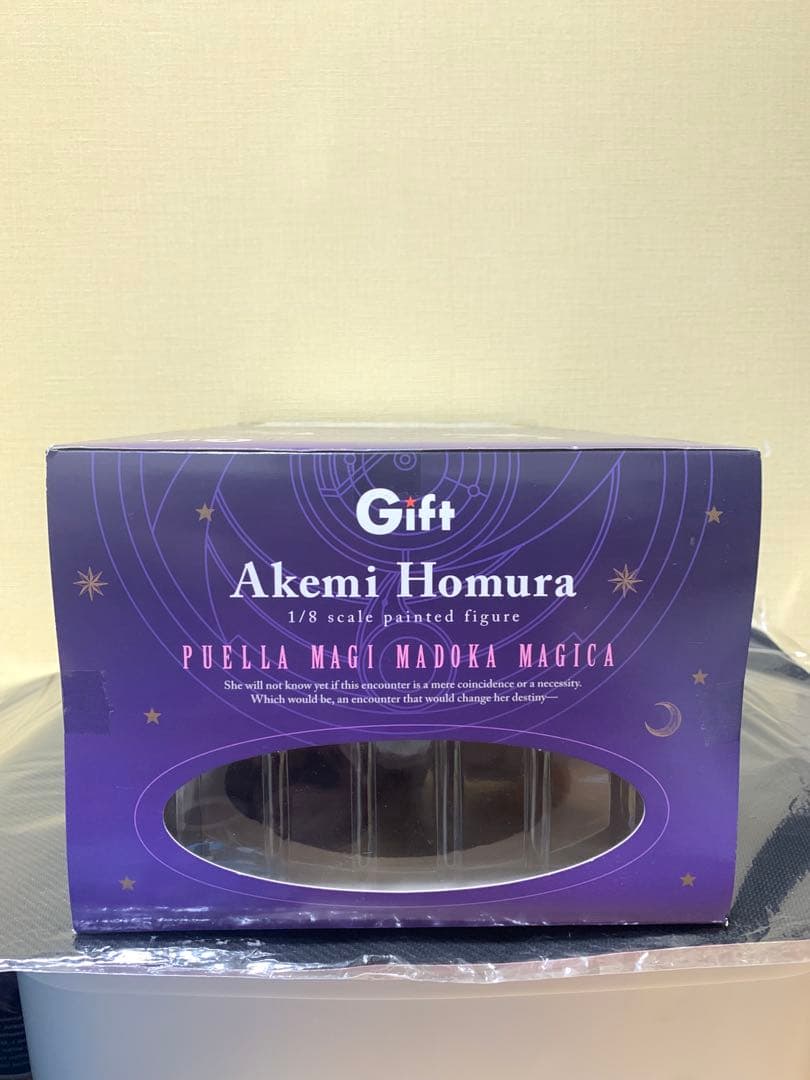 Gift
Akemi Homura
1/8 scale painted figure
PUELLA MAGI MADOKA MAGICA
She will not know yet if this encounter is a mere coincidence or a necessity.
Which would be, an encounter that would change her destiny—